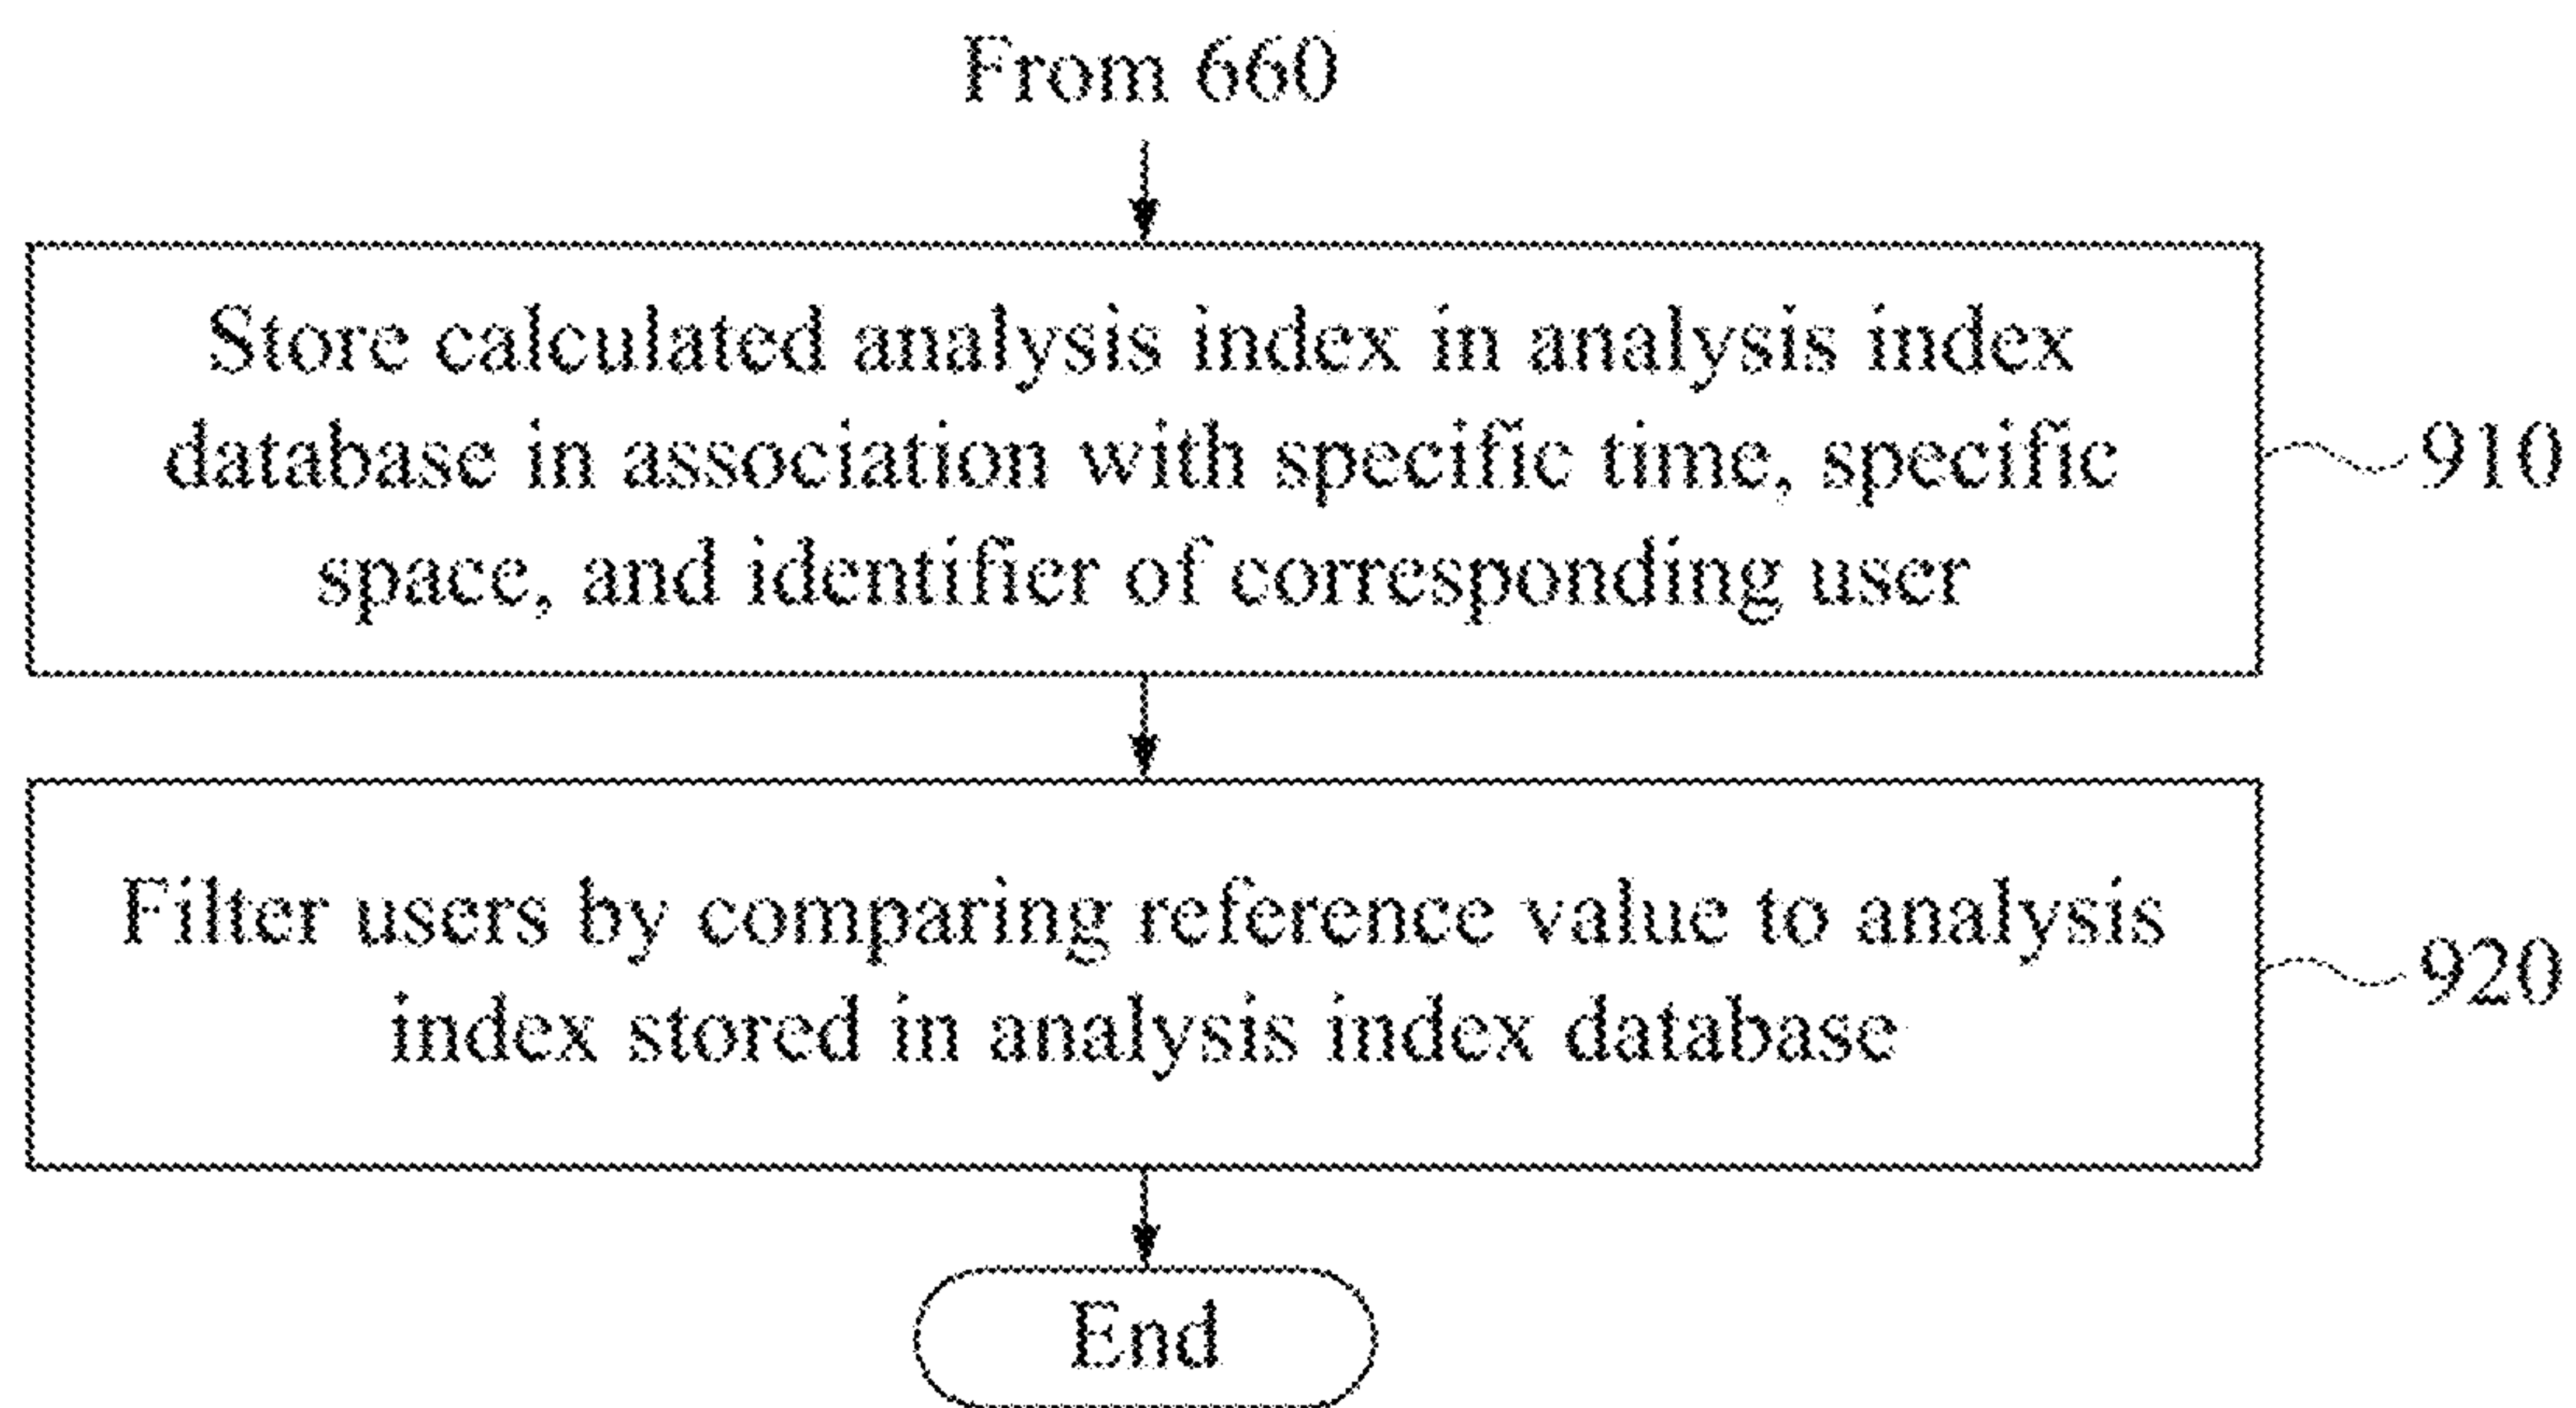 From 660
Store calculated analysis index in analysis index
database in association with specific time, specific
space, and identifier of corresponding user
910
Filter users by comparing reference value to analysis
index stored in analysis index database
920
End